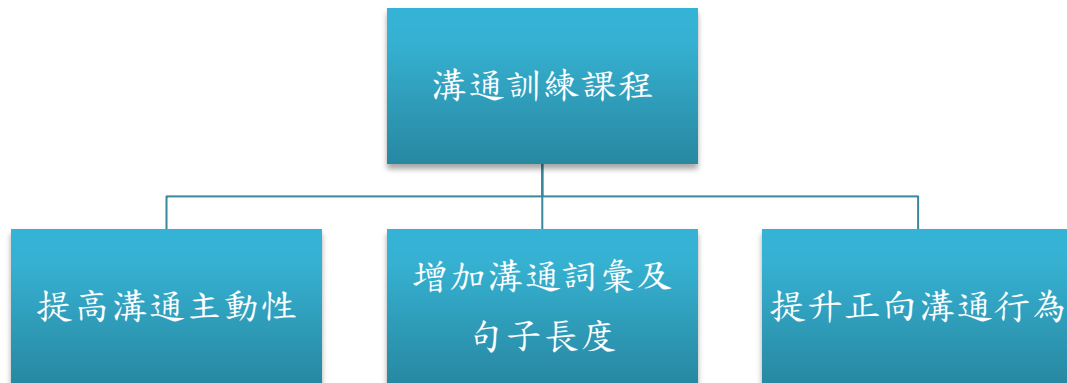 溝通訓練課程
提高溝通主動性
增加溝通詞彙及
句子長度
提升正向溝通行為